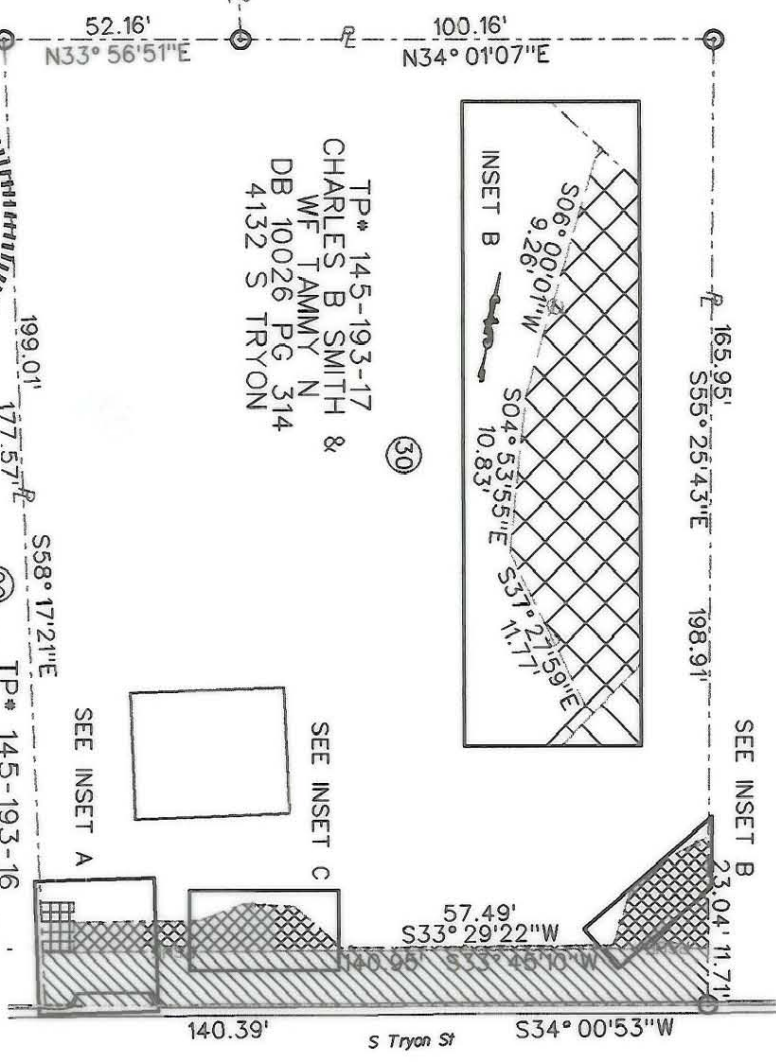 52.16'
N33° 56'51"E
PL
100.16'
N34° 01'07"E
INSET B
S06° 00'01"W
9.26'
S04° 53'55"E
10.83'
S37° 27'59"E
11.77'
TP# 145-193-17
CHARLES B SMITH &
WF TAMMY N
DB 10026 PG 314
4132 S TRYON
30
PL
165.95'
S55° 25'43"E
198.91'
SEE INSET B
23.04'
11.71'
199.01'
177.57'
PL
S58° 17'21"E
TP# 145-193-16
SEE INSET A
SEE INSET C
57.49'
S33° 29'22"W
140.95' S33° 45'10"W
140.39'
S Tryon St
S34° 00'53"W